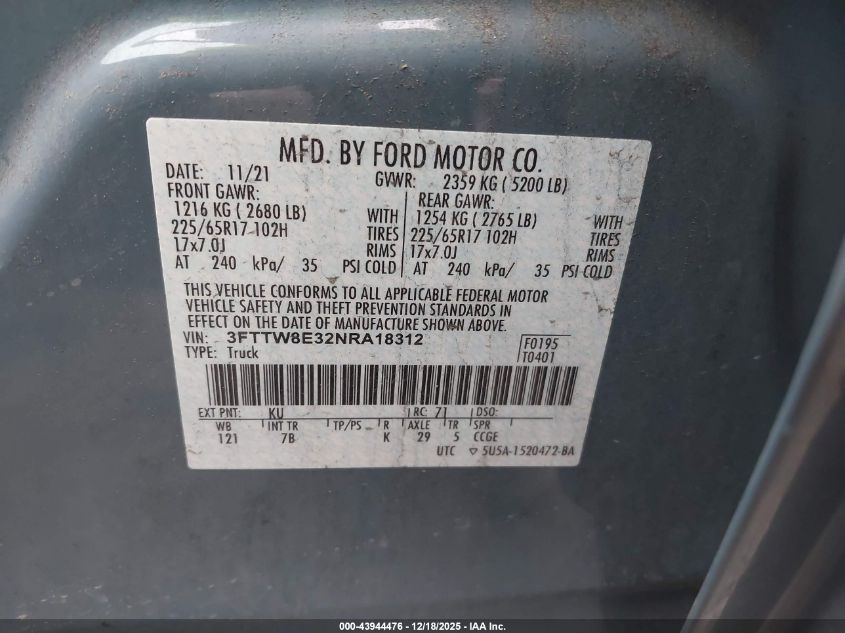 MFD. BY FORD MOTOR CO.
DATE: 11/21 GVWR: 2359 KG ( 5200 LB)
FRONT GAWR: REAR GAWR:
1216 KG ( 2680 LB) WITH 1254 KG ( 2765 LB) WITH
225/65R17 102H TIRES 225/65R17 102H TIRES
17x7.0J RIMS 17x7.0J RIMS
AT 240 kPa/ 35 PSI COLD AT 240 kPa/ 35 PSI COLD
THIS VEHICLE CONFORMS TO ALL APPLICABLE FEDERAL MOTOR
VEHICLE SAFETY AND THEFT PREVENTION STANDARDS IN
EFFECT ON THE DATE OF MANUFACTURE SHOWN ABOVE.
VIN: 3FTTW8E32NRA18312 F0195
TYPE: Truck T0401
EXT PNT: KU RC: 71 DSO:
WB INT TR TP/PS R AXLE TR SPR
121 7B K 29 5 CCGE
UTC ▽ 5U5A-1520472-BA
000-43944476 - 12/18/2025 - IAA Inc.